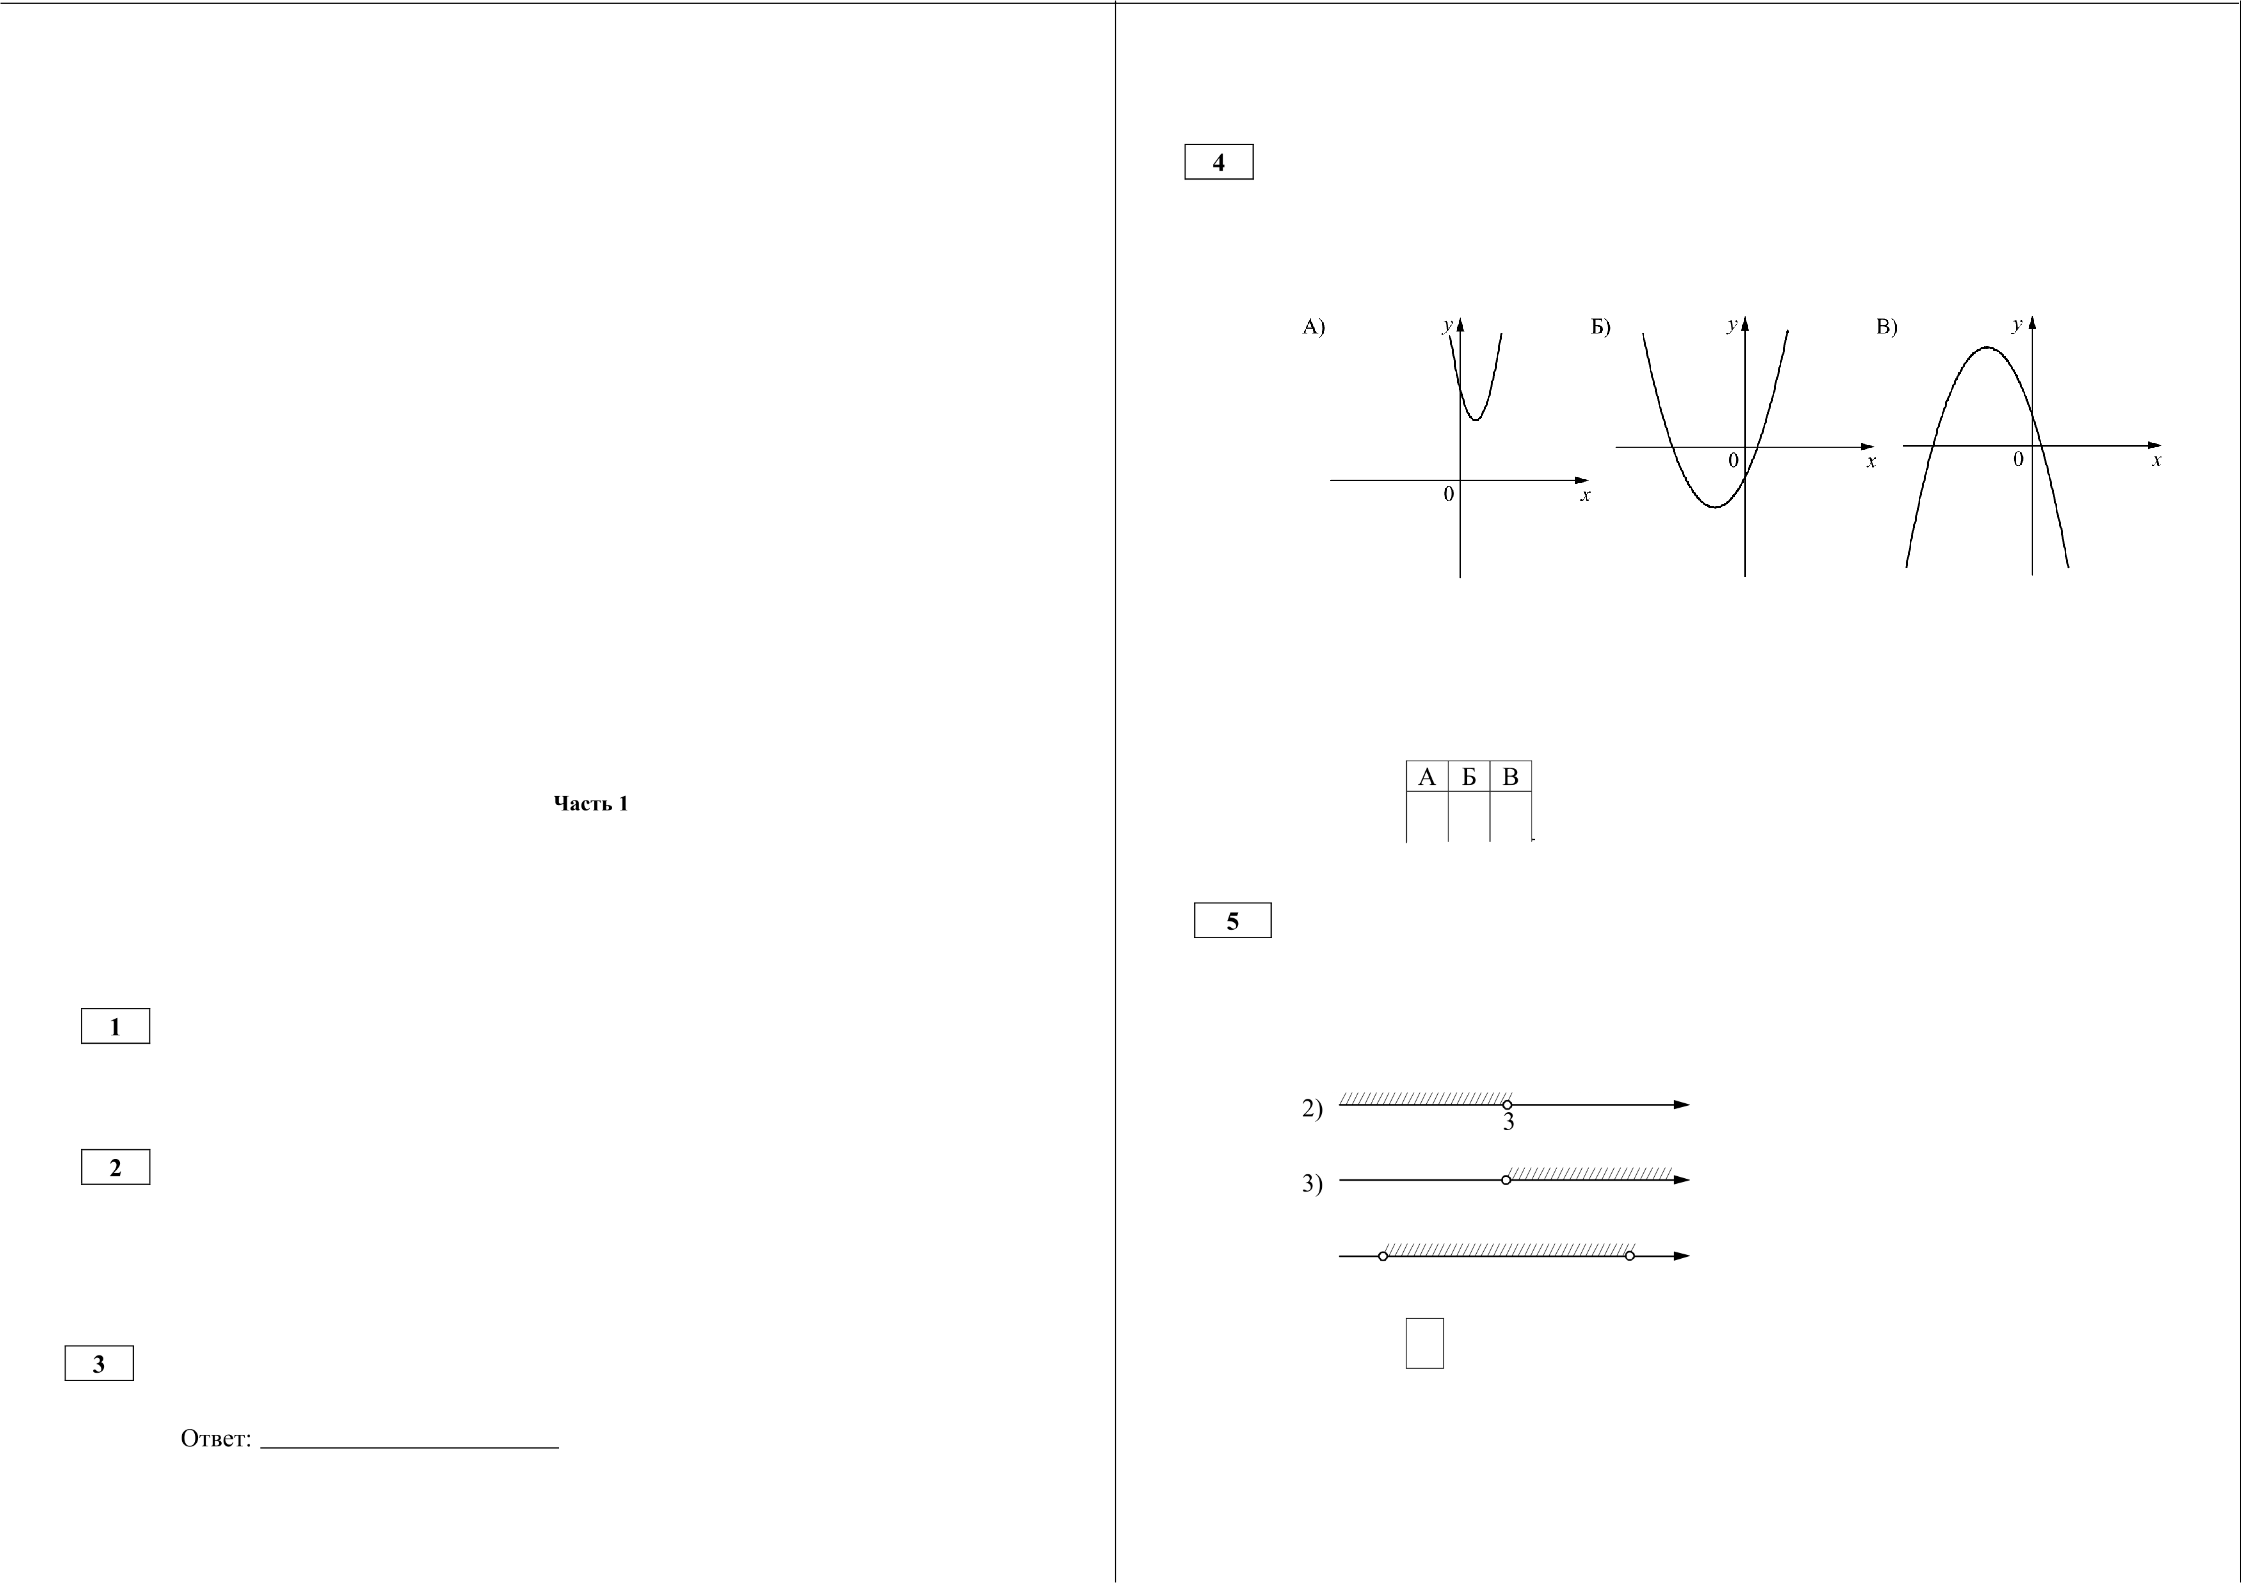 Часть 1
1
2
3
Ответ:
4
А) y 0 x
Б) y 0 x
В) y 0 x
А Б В
5
2) 3
3)